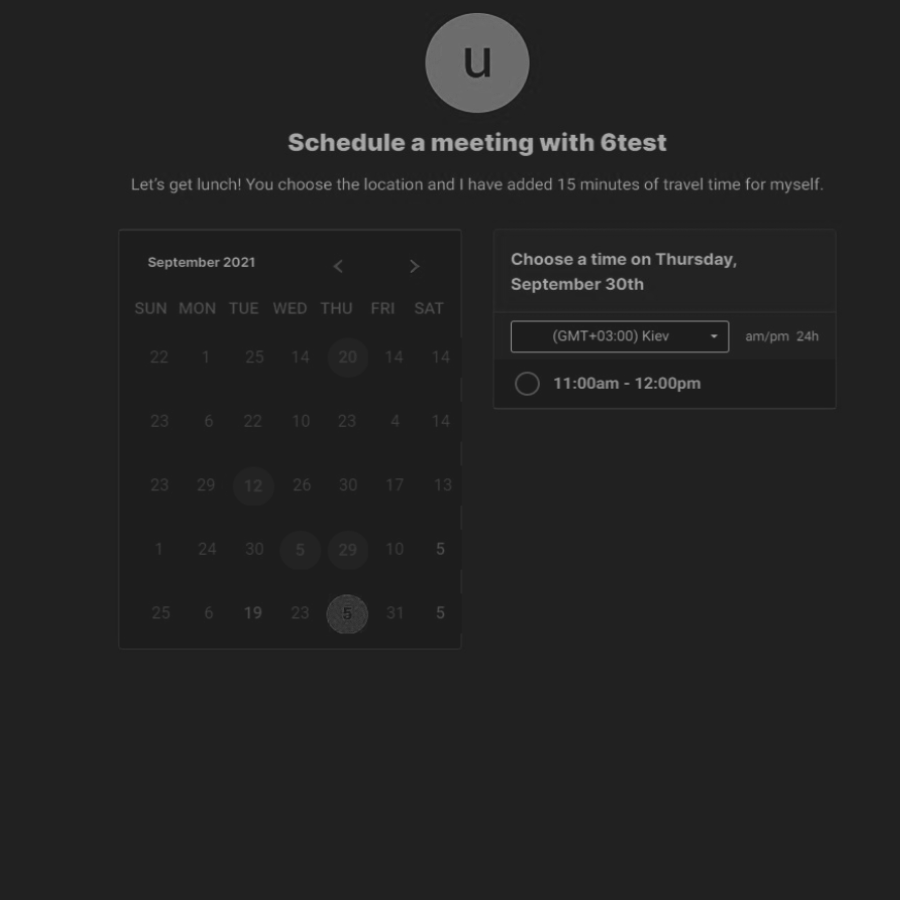 u
Schedule a meeting with 6test
Let's get lunch! You choose the location and I have added 15 minutes of travel time for myself.
September 2021
SUN MON TUE WED THU FRI SAT
22 1 25 14 20 14 14
23 6 22 10 23 4 14
23 29 12 26 30 17 13
1 24 30 5 29 10 5
25 6 19 23 5 31 5
Choose a time on Thursday,
September 30th
(GMT+03:00) Kiev am/pm 24h
11:00am - 12:00pm